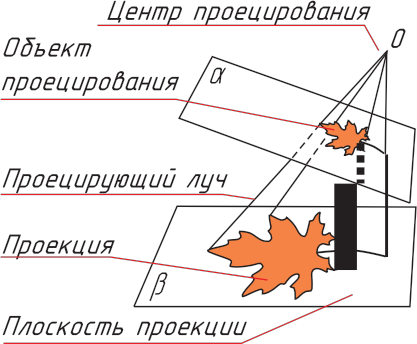 Центр проецирования
O
Объект
проецирования
α
Проецирующий луч
Проекция
β
Плоскость проекции